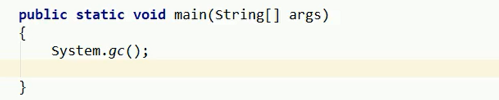 public static void main(String[] args)
{
    System.gc();
}